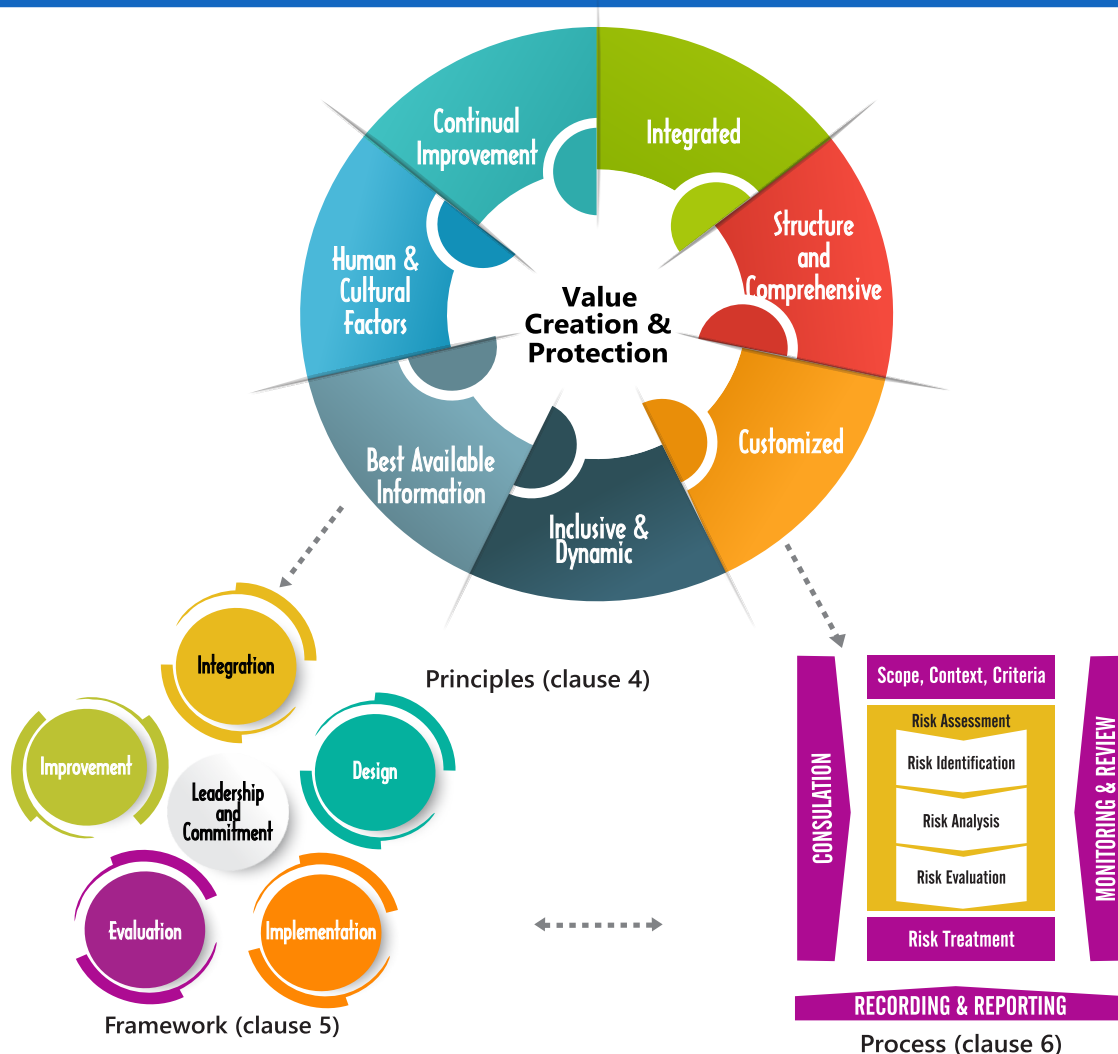 Continual
Improvement
Integrated
Structure
and
Comprehensive
Human &
Cultural
Factors
Value
Creation &
Protection
Customized
Best Available
Information
Inclusive &
Dynamic
Principles (clause 4)
Integration
Improvement
Design
Leadership
and
Commitment
Evaluation
Implementation
Framework (clause 5)
Scope, Context, Criteria
Risk Assessment
Risk Identification
Risk Analysis
Risk Evaluation
Risk Treatment
CONSULATION
MONITORING & REVIEW
RECORDING & REPORTING
Process (clause 6)